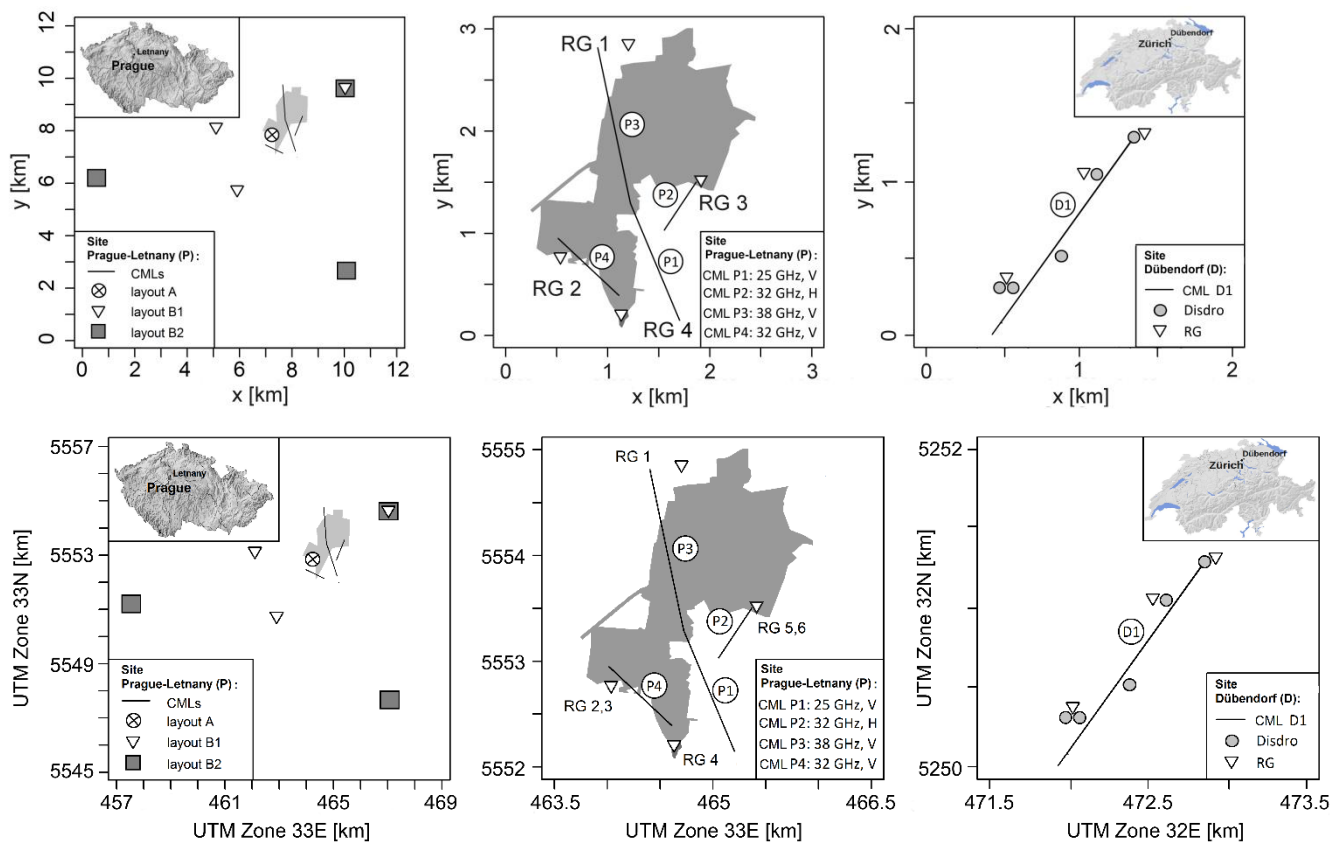 12
10
8
6
4
2
0
y [km]
Letnany
Prague
Site
Prague-Letnany (P) :
CMLs
layout A
layout B1
layout B2
0 2 4 6 8 10 12
x [km]
3
2
1
0
y [km]
RG 1
P3
P2
RG 3
P4
P1
RG 2
RG 4
Site
Prague-Letnany (P) :
CML P1: 25 GHz, V
CML P2: 32 GHz, H
CML P3: 38 GHz, V
CML P4: 32 GHz, V
0 1 2 3
x [km]
2
1
0
y [km]
Dübendorf
Zürich
D1
Site
Dübendorf (D):
CML D1
Disdro
RG
0 1 2
x [km]
5557
5553
5549
5545
UTM Zone 33N [km]
Letnany
Prague
Site
Prague-Letnany (P) :
CMLs
layout A
layout B1
layout B2
457 461 465 469
UTM Zone 33E [km]
5555
5554
5553
5552
RG 1
P3
P2
RG 5,6
P4
P1
RG 2,3
RG 4
Site
Prague-Letnany (P) :
CML P1: 25 GHz, V
CML P2: 32 GHz, H
CML P3: 38 GHz, V
CML P4: 32 GHz, V
463.5 465 466.5
UTM Zone 33E [km]
5252
5250
UTM Zone 32N [km]
Dübendorf
Zürich
D1
Site
Dübendorf (D):
CML D1
Disdro
RG
471.5 472.5 473.5
UTM Zone 32E [km]